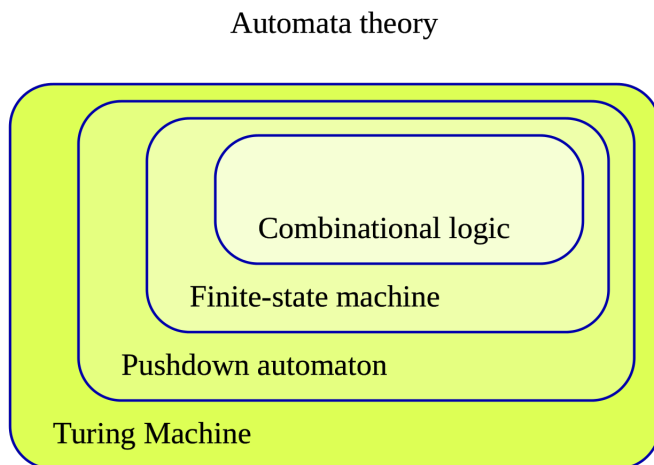 Automata theory
Combinational logic
Finite-state machine
Pushdown automaton
Turing Machine